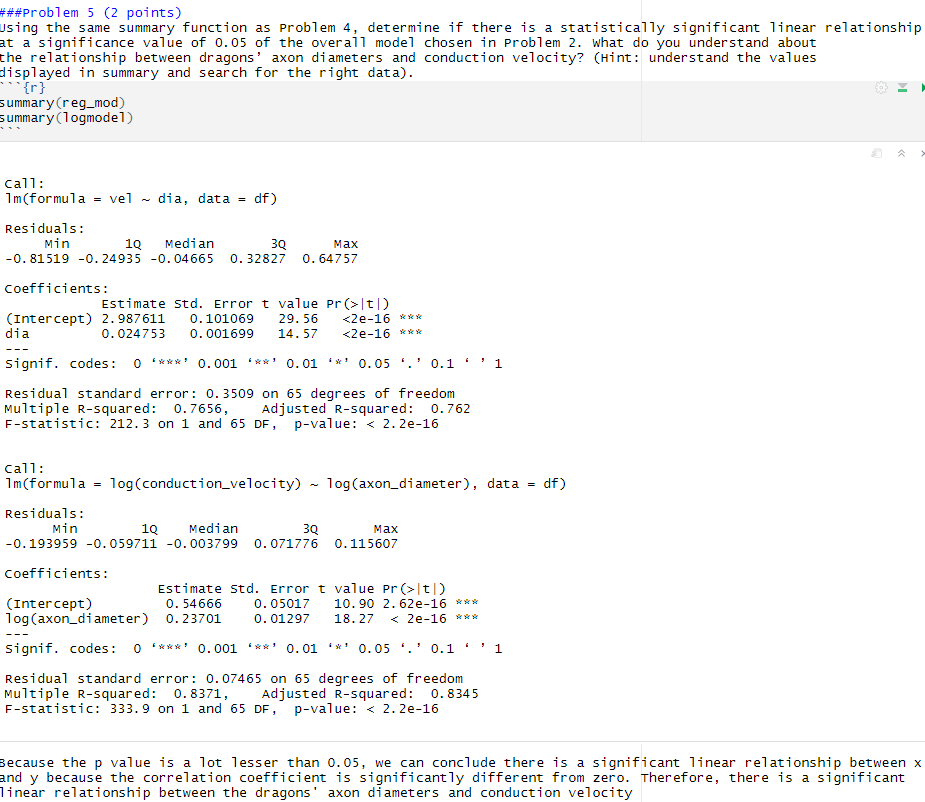 ###Problem 5 (2 points)
Using the same summary function as Problem 4, determine if there is a statistically significant linear relationship
at a significance value of 0.05 of the overall model chosen in Problem 2. What do you understand about
the relationship between dragons’ axon diameters and conduction velocity? (Hint: understand the values
displayed in summary and search for the right data).
```{r}
summary(reg_mod)
summary(logmodel)
```
Call:
lm(formula = vel ~ dia, data = df)
Residuals:
     Min       1Q   Median       3Q      Max
-0.81519 -0.24935 -0.04665  0.32827  0.64757
Coefficients:
            Estimate Std. Error t value Pr(>|t|)
(Intercept) 2.987611   0.101069   29.56   <2e-16 ***
dia         0.024753   0.001699   14.57   <2e-16 ***
---
Signif. codes:  0 ‘***’ 0.001 ‘**’ 0.01 ‘*’ 0.05 ‘.’ 0.1 ‘ ’ 1
Residual standard error: 0.3509 on 65 degrees of freedom
Multiple R-squared:  0.7656,    Adjusted R-squared:  0.762
F-statistic: 212.3 on 1 and 65 DF,  p-value: < 2.2e-16
Call:
lm(formula = log(conduction_velocity) ~ log(axon_diameter), data = df)
Residuals:
      Min        1Q    Median        3Q       Max
-0.193959 -0.059711 -0.003799  0.071776  0.115607
Coefficients:
                   Estimate Std. Error t value Pr(>|t|)
(Intercept)         0.54666    0.05017   10.90 2.62e-16 ***
log(axon_diameter)  0.23701    0.01297   18.27  < 2e-16 ***
---
Signif. codes:  0 ‘***’ 0.001 ‘**’ 0.01 ‘*’ 0.05 ‘.’ 0.1 ‘ ’ 1
Residual standard error: 0.07465 on 65 degrees of freedom
Multiple R-squared:  0.8371,    Adjusted R-squared:  0.8345
F-statistic: 333.9 on 1 and 65 DF,  p-value: < 2.2e-16
Because the p value is a lot lesser than 0.05, we can conclude there is a significant linear relationship between x
and y because the correlation coefficient is significantly different from zero. Therefore, there is a significant
linear relationship between the dragons' axon diameters and conduction velocity